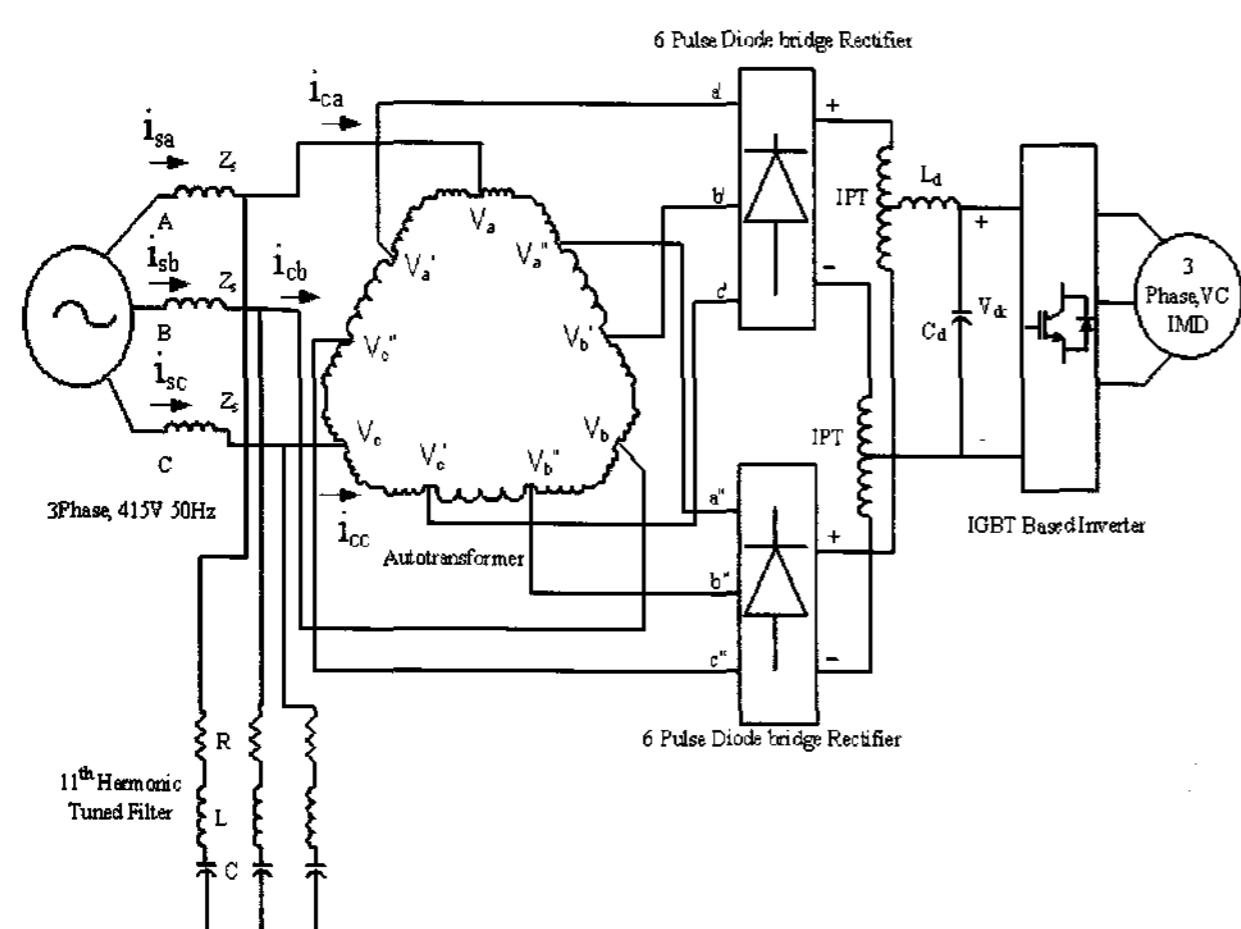 6 Pulse Diode bridge Rectifier
i_ca
a'
+
i_sa
Z_s
A
V_a
IPT
L_d
b'
V_a'
V_a"
+
3
Phase,VC
IMD
i_sb
Z_s
i_cb
B
c'
-
V_dc
C_d
V_c"
V_b'
i_sc
Z_s
C
V_c
V_c'
V_b"
V_b
IPT
-
3Phase, 415V 50Hz
i_cc
Autotransformer
a"
+
IGBT Based Inverter
b"
c"
-
6 Pulse Diode bridge Rectifier
R
11th Harmonic
Tuned Filter
L
C